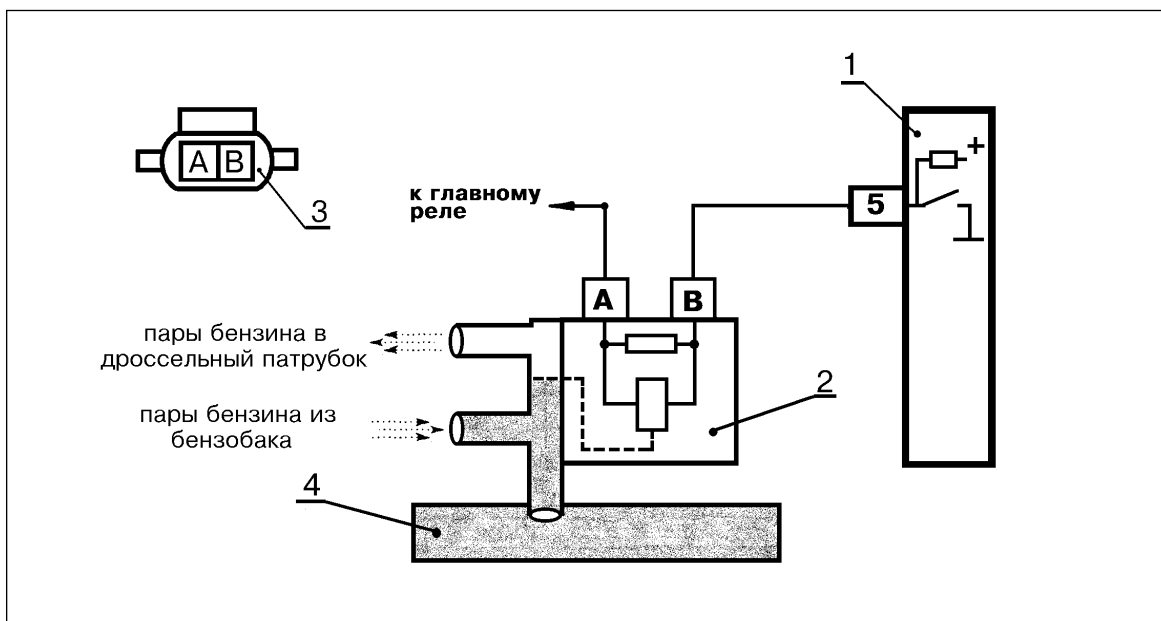 1
+
А В
3
к главному
реле
5
А
В
пары бензина в
дроссельный патрубок
2
пары бензина из
бензобака
4